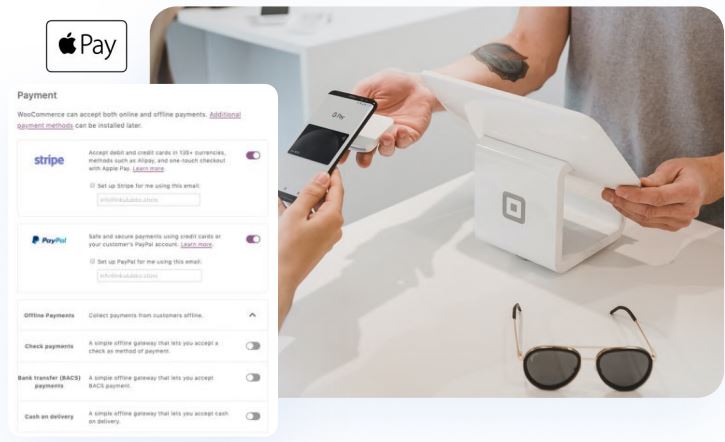 Pay
Payment
WooCommerce can accept both online and offline payments. Additional
payment methods can be installed later.
stripe
Accept debit and credit cards in 135+ currencies,
methods such as Alipay, and one-touch checkout
with Apple Pay. Learn more.
Set up Stripe for me using this email:
PayPal
Safe and secure payments using credit cards or
your customer's PayPal account. Learn more.
Set up PayPal for me using this email:
Offline Payments
Collect payments from customers offline.
Check payments
A simple offline gateway that lets you accept a
check as method of payment.
Bank transfer (BACS)
payments
A simple offline gateway that lets you accept
BACS payment.
Cash on delivery
A simple offline gateway that lets you accept cash
on delivery.
Pay